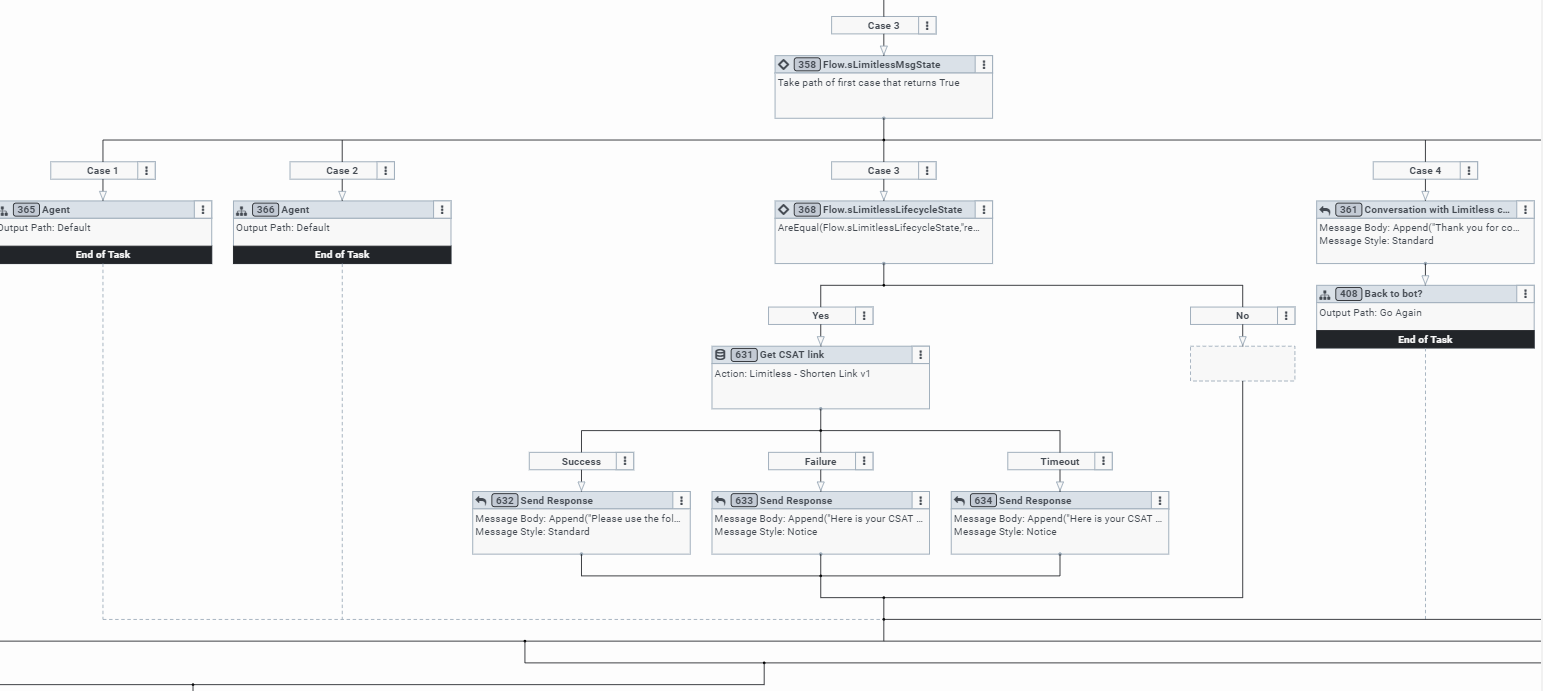 Case 3
358 Flow.sLimitlessMsgState
Take path of first case that returns True
Case 1
Case 2
Case 3
Case 4
365 Agent
Output Path: Default
End of Task
366 Agent
Output Path: Default
End of Task
368 Flow.sLimitlessLifecycleState
AreEqual(Flow.sLimitlessLifecycleState,"re...
361 Conversation with Limitless c...
Message Body: Append("Thank you for co...
Message Style: Standard
408 Back to bot?
Output Path: Go Again
End of Task
Yes
No
631 Get CSAT link
Action: Limitless - Shorten Link v1
Success
Failure
Timeout
632 Send Response
Message Body: Append("Please use the fol...
Message Style: Standard
633 Send Response
Message Body: Append("Here is your CSAT ...
Message Style: Notice
634 Send Response
Message Body: Append("Here is your CSAT ...
Message Style: Notice